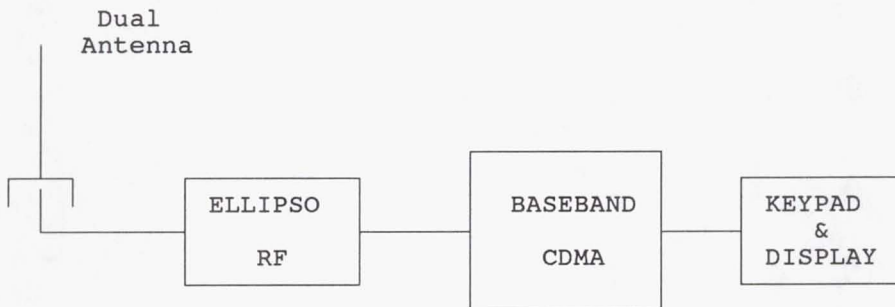 Dual
Antenna
ELLIPSO
RF
BASEBAND
CDMA
KEYPAD
&
DISPLAY